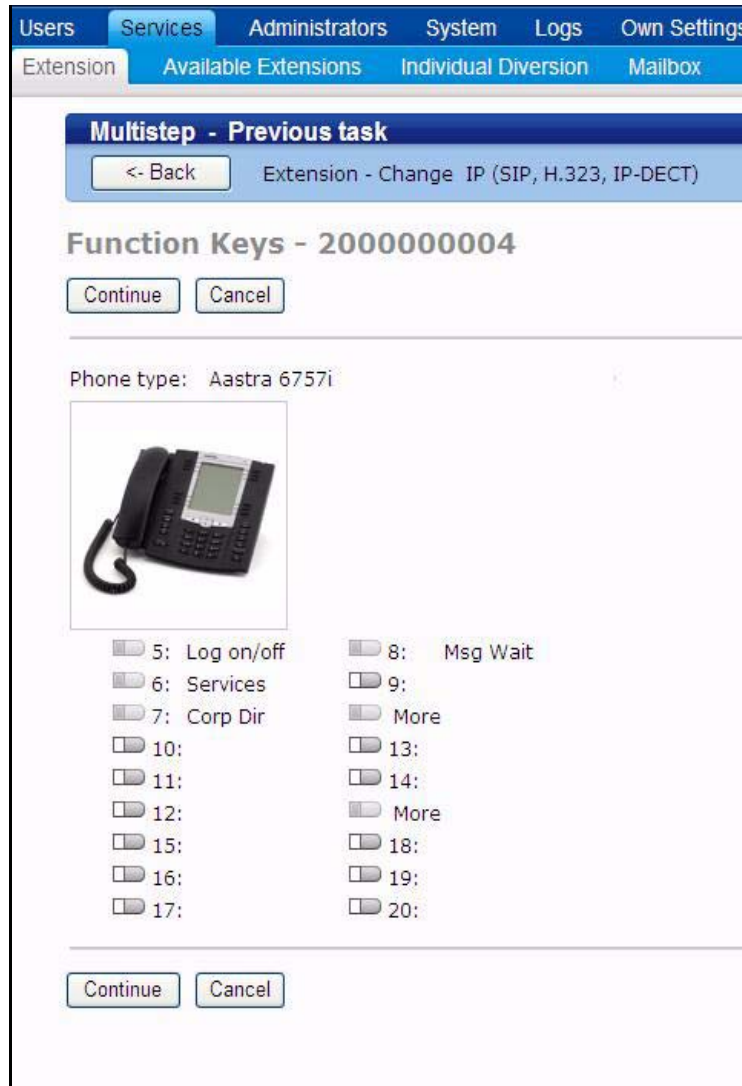 Users Services Administrators System Logs Own Settings
Extension Available Extensions Individual Diversion Mailbox
Multistep - Previous task
<- Back Extension - Change IP (SIP, H.323, IP-DECT)
Function Keys - 2000000004
Continue Cancel
Phone type: Aastra 6757i
5: Log on/off 8: Msg Wait
6: Services 9:
7: Corp Dir More
10: 13:
11: 14:
12: More
15: 18:
16: 19:
17: 20:
Continue Cancel